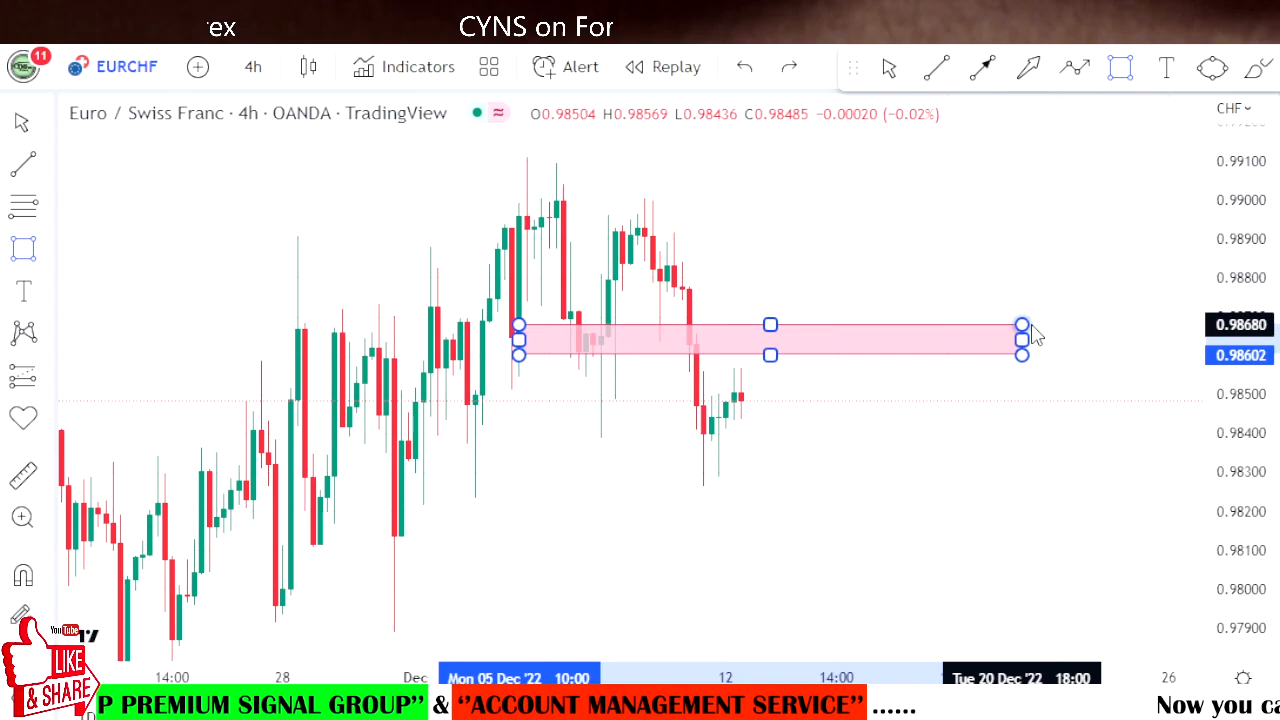 ex CYNS on For
11
EURCHF 4h Indicators Alert Replay
Euro / Swiss Franc · 4h · OANDA · TradingView
≈
O0.98504 H0.98569 L0.98436 C0.98485 −0.00020 (−0.02%)
CHF
0.99100
0.99000
0.98900
0.98800
0.98680
0.98602
0.98500
0.98400
0.98300
0.98200
0.98100
0.98000
0.97900
14:00 28 Dec Mon 05 Dec '22 10:00 12 14:00 Tue 20 Dec '22 18:00 26
YouTube
LIKE
& SHARE
P PREMIUM SIGNAL GROUP'' & ''ACCOUNT MANAGEMENT SERVICE'' ...... Now you ca